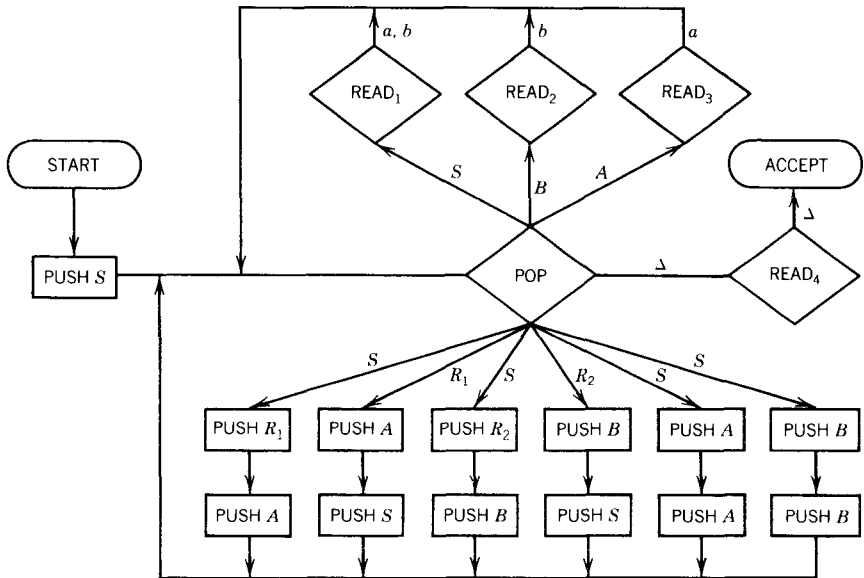 a, b
b
a
READ₁
READ₂
READ₃
START
ACCEPT
S
B
A
Δ
PUSH S
POP
Δ
READ₄
S
R₁
S
R₂
S
S
PUSH R₁
PUSH A
PUSH R₂
PUSH B
PUSH A
PUSH B
PUSH A
PUSH S
PUSH B
PUSH S
PUSH A
PUSH B